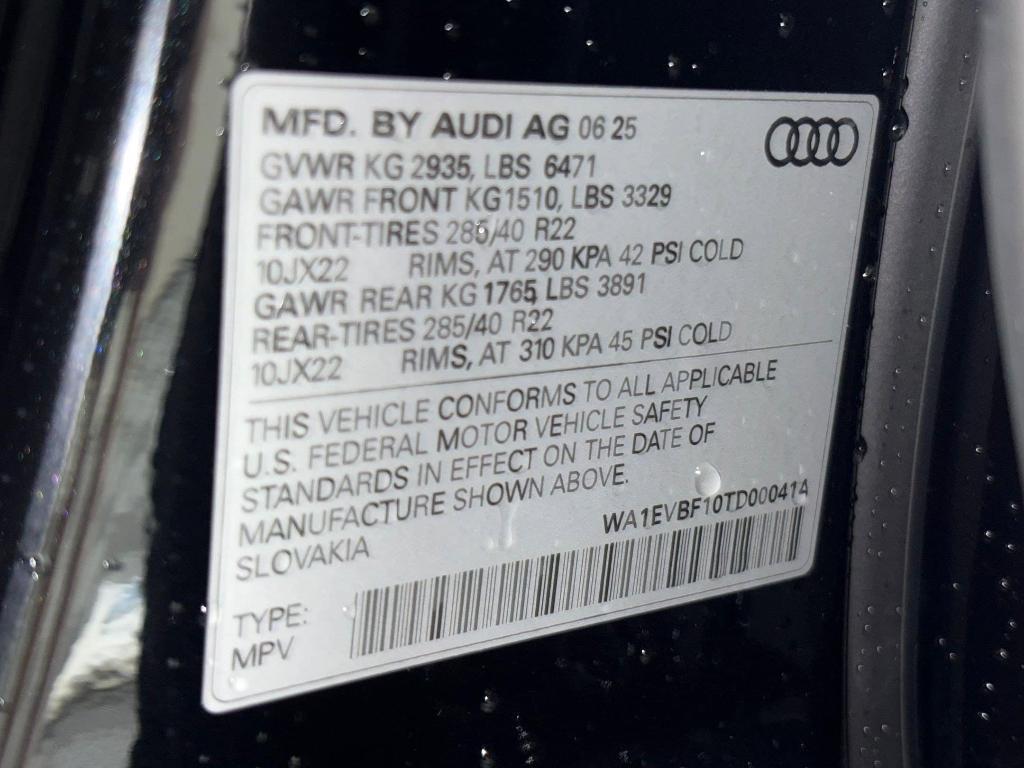 MFD. BY AUDI AG 06 25
GVWR KG 2935, LBS 6471
GAWR FRONT KG1510, LBS 3329
FRONT-TIRES 285/40 R22
10JX22 RIMS, AT 290 KPA 42 PSI COLD
GAWR REAR KG 1765, LBS 3891
REAR-TIRES 285/40 R22
10JX22 RIMS, AT 310 KPA 45 PSI COLD
THIS VEHICLE CONFORMS TO ALL APPLICABLE
U.S. FEDERAL MOTOR VEHICLE SAFETY
STANDARDS IN EFFECT ON THE DATE OF
MANUFACTURE SHOWN ABOVE.
SLOVAKIA
WA1EVBF10TD000414
TYPE:
MPV